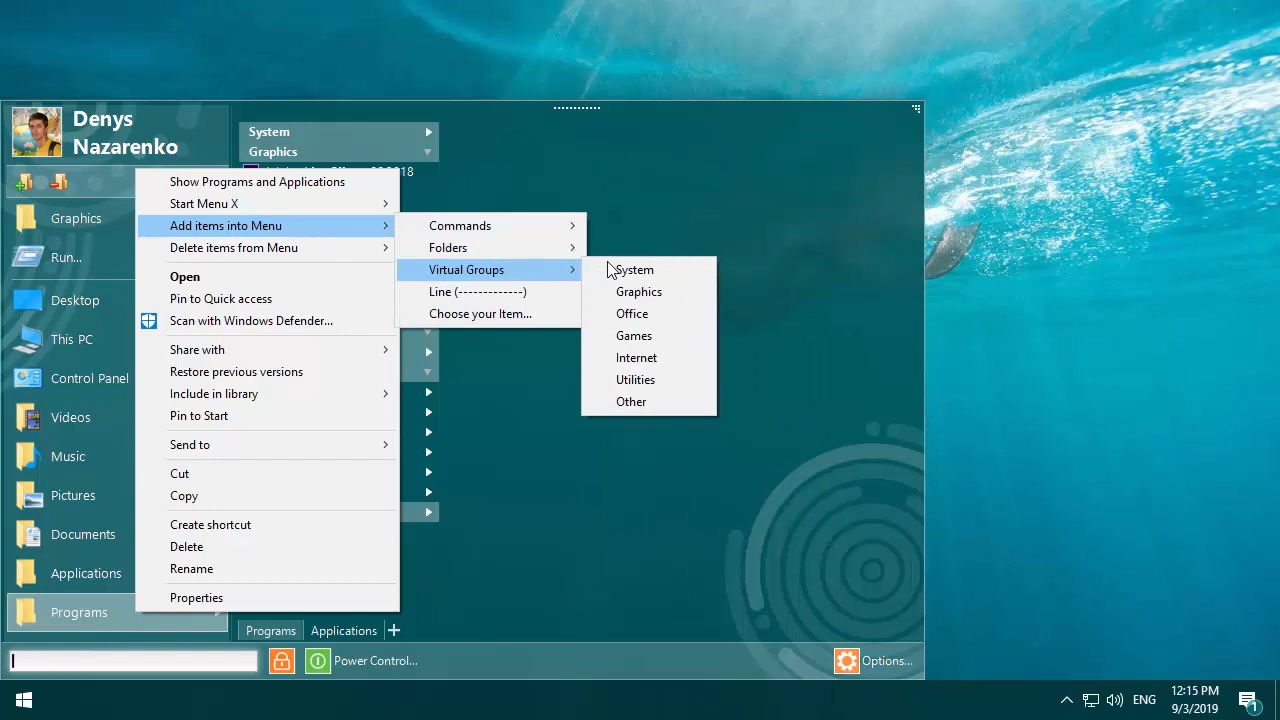 Denys
Nazarenko
Graphics
Run...
Desktop
This PC
Control Panel
Videos
Music
Pictures
Documents
Applications
Programs
System
Graphics
2018
Show Programs and Applications
Start Menu X
Add items into Menu
Delete items from Menu
Open
Pin to Quick access
Scan with Windows Defender...
Share with
Restore previous versions
Include in library
Pin to Start
Send to
Cut
Copy
Create shortcut
Delete
Rename
Properties
Commands
Folders
Virtual Groups
Line (-------------)
Choose your Item...
System
Graphics
Office
Games
Internet
Utilities
Other
Programs
Applications
Power Control...
Options...
ENG
12:15 PM
9/3/2019
1